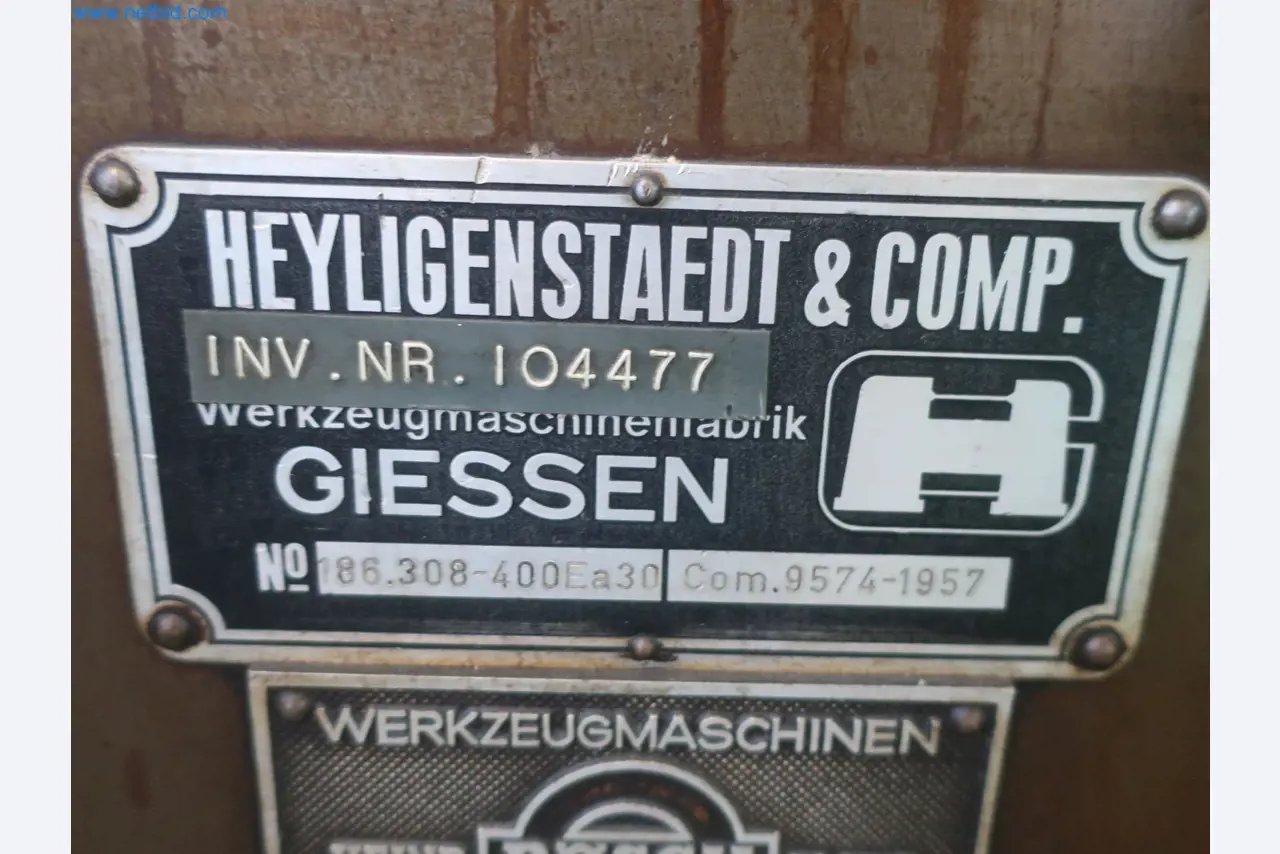 www.netbid.com
HEYLIGENSTAEDT & COMP.
INV.NR.104477
Werkzeugmaschinenfabrik
GIESSEN
Nº 186.308-400Ea30 Com.9574-1957
WERKZEUGMASCHINEN